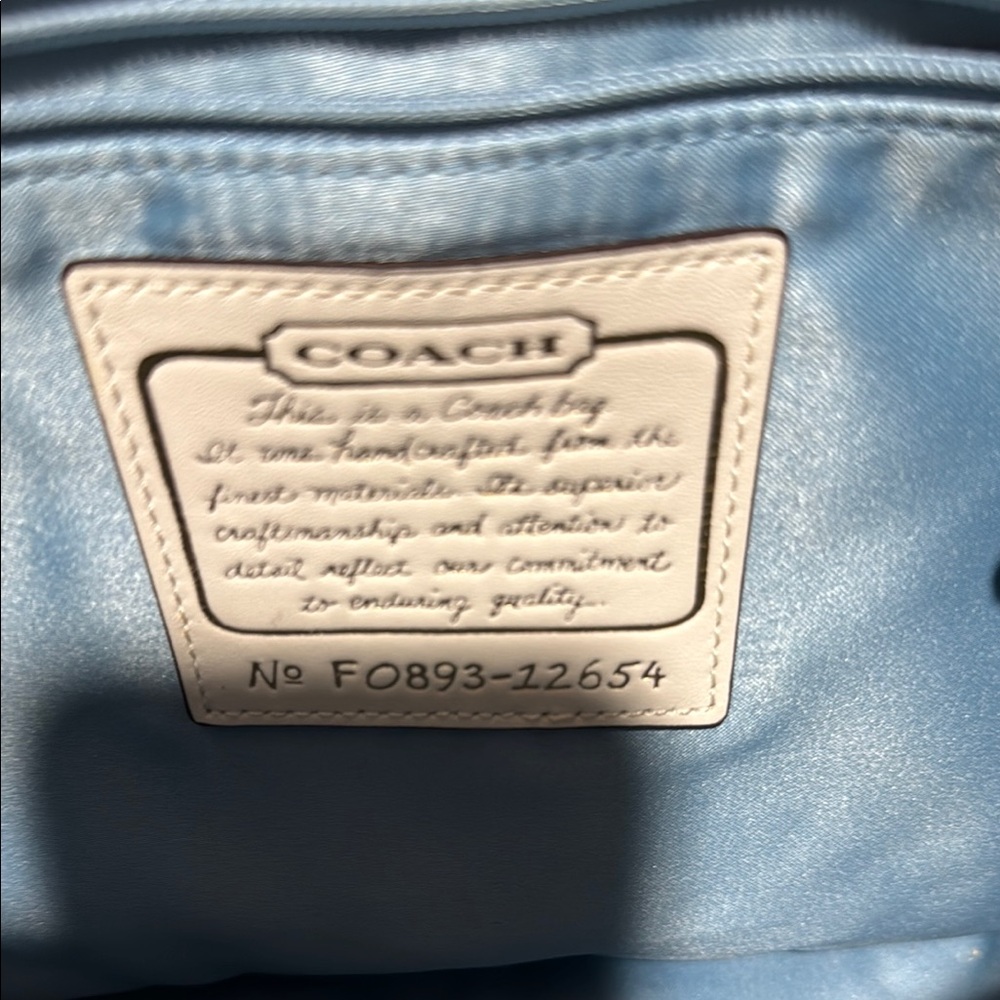 COACH
This is a Coach bag
It was handcrafted from the
finest materials. The superior
craftsmanship and attention to
detail reflect our commitment
to enduring quality.
Nº F0893-12654